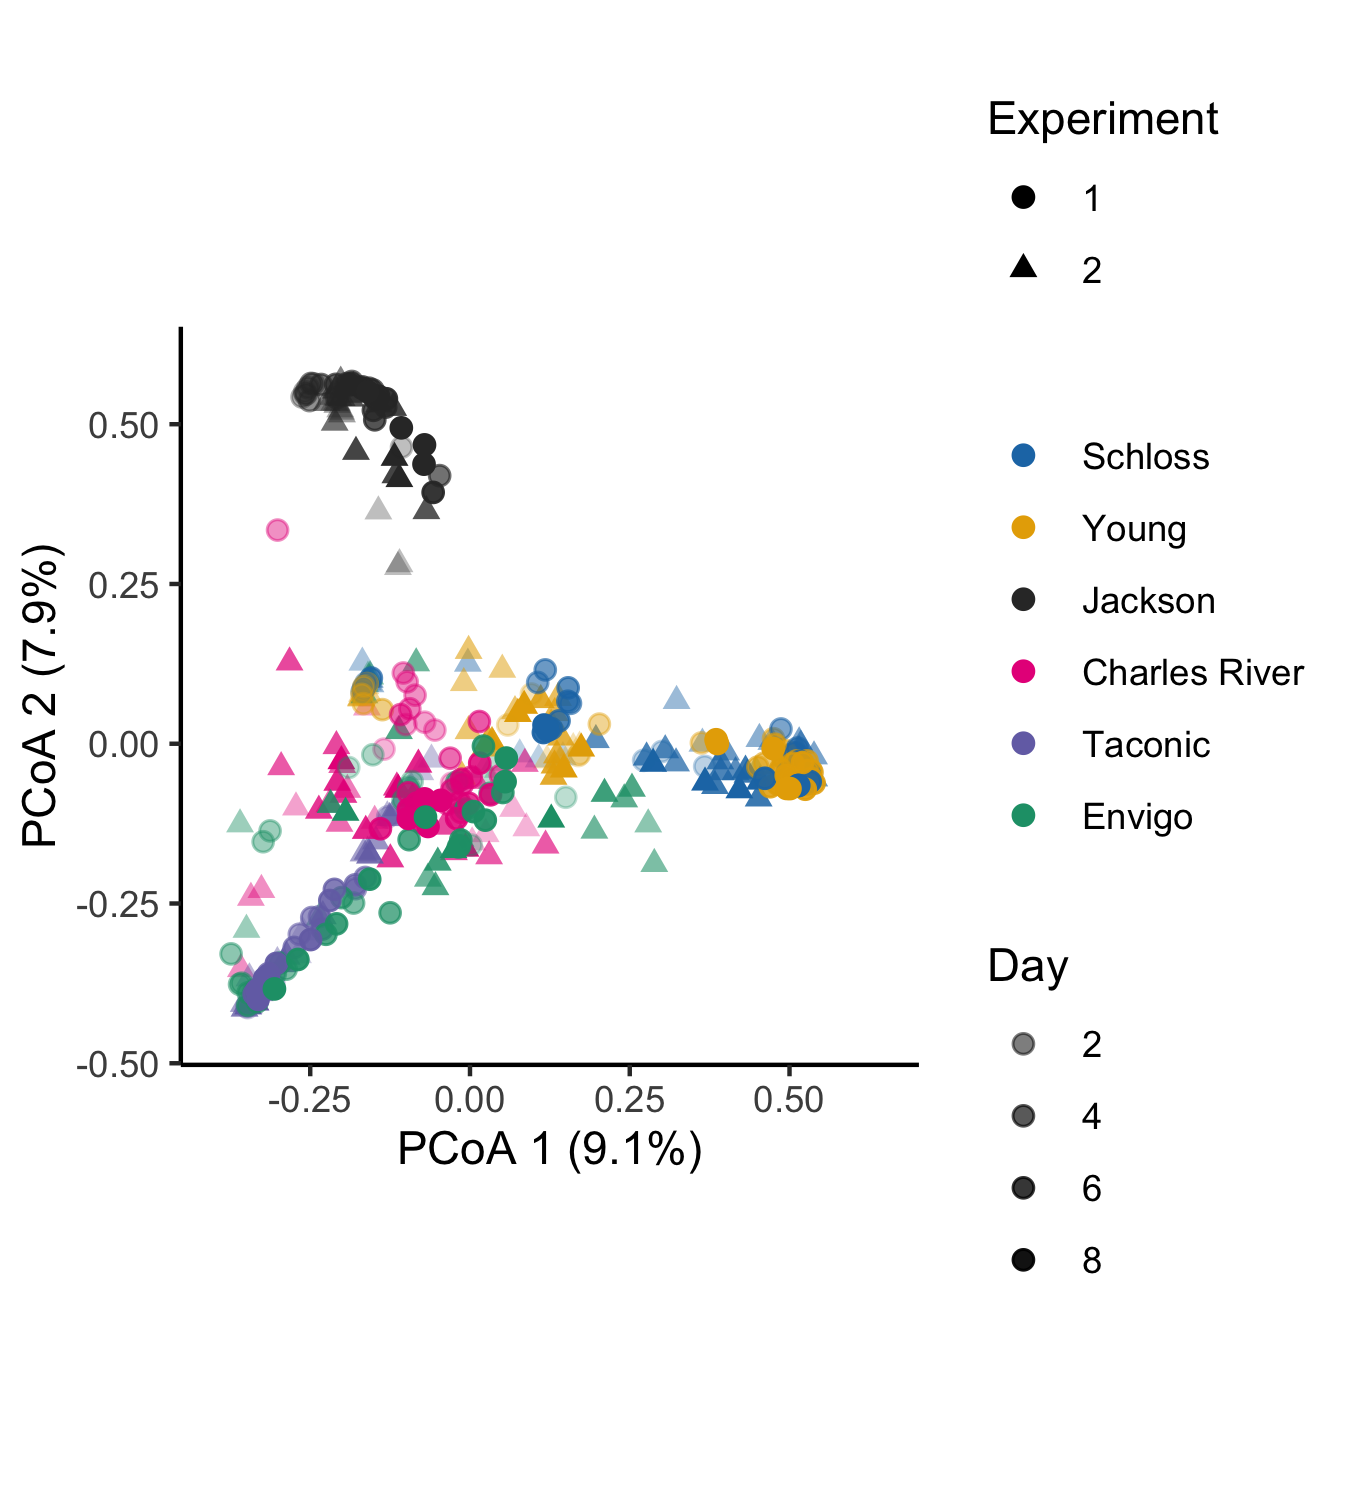 Experiment
1
2
Schloss
Young
Jackson
Charles River
Taconic
Envigo
Day
2
4
6
8
PCoA 2 (7.9%)
0.50
0.25
0.00
-0.25
-0.50
-0.25
0.00
0.25
0.50
PCoA 1 (9.1%)